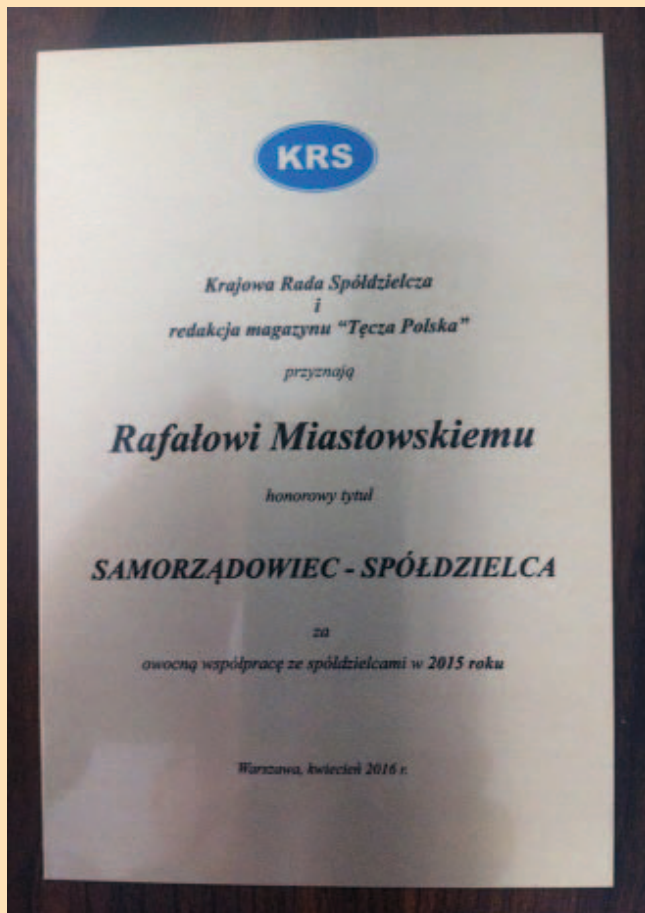 KRS
Krajowa Rada Spółdzielcza
i
redakcja magazynu “Tęcza Polska”
przyznają
Rafałowi Miastowskiemu
honorowy tytuł
SAMORZĄDOWIEC - SPÓŁDZIELCA
za
owocną współpracę ze spółdzielcami w 2015 roku
Warszawa, kwiecień 2016 r.